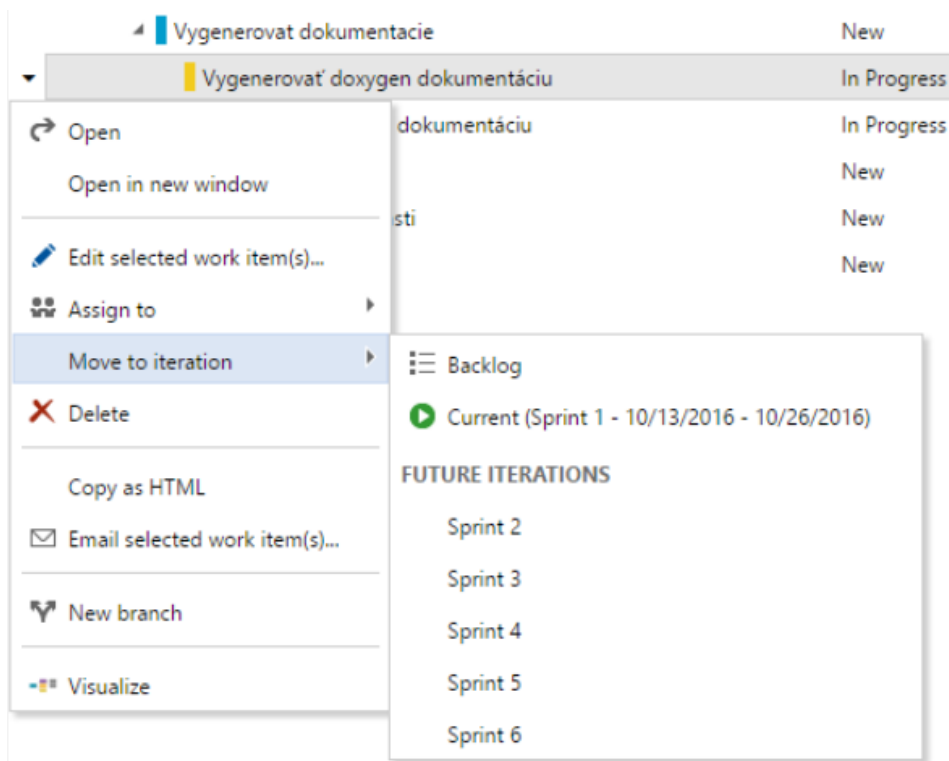 Vygenerovat dokumentacie New
Vygenerovať doxygen dokumentáciu In Progress
dokumentáciu In Progress
New
sti New
New
Open
Open in new window
Edit selected work item(s)...
Assign to
Move to iteration
Delete
Copy as HTML
Email selected work item(s)...
New branch
Visualize
Backlog
Current (Sprint 1 - 10/13/2016 - 10/26/2016)
FUTURE ITERATIONS
Sprint 2
Sprint 3
Sprint 4
Sprint 5
Sprint 6